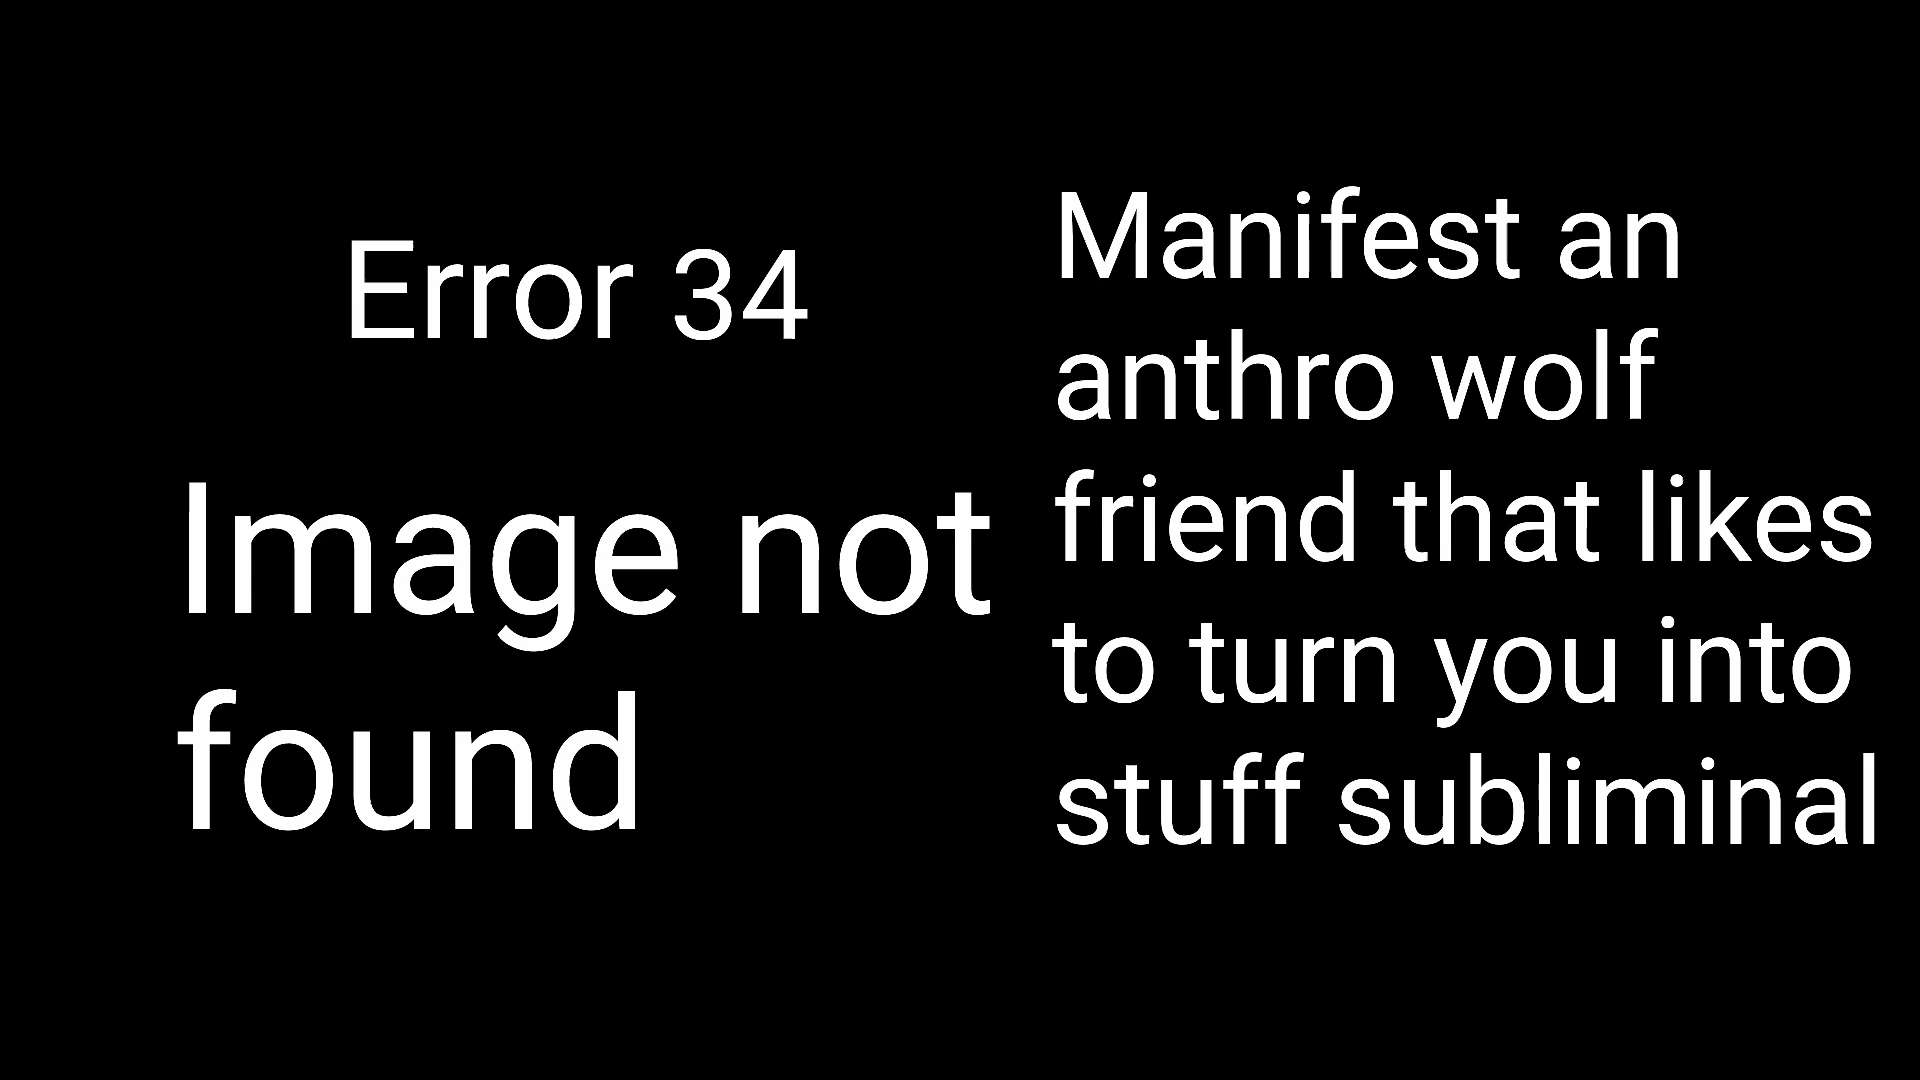 Error 34
Image not
found
Manifest an
anthro wolf
friend that likes
to turn you into
stuff subliminal